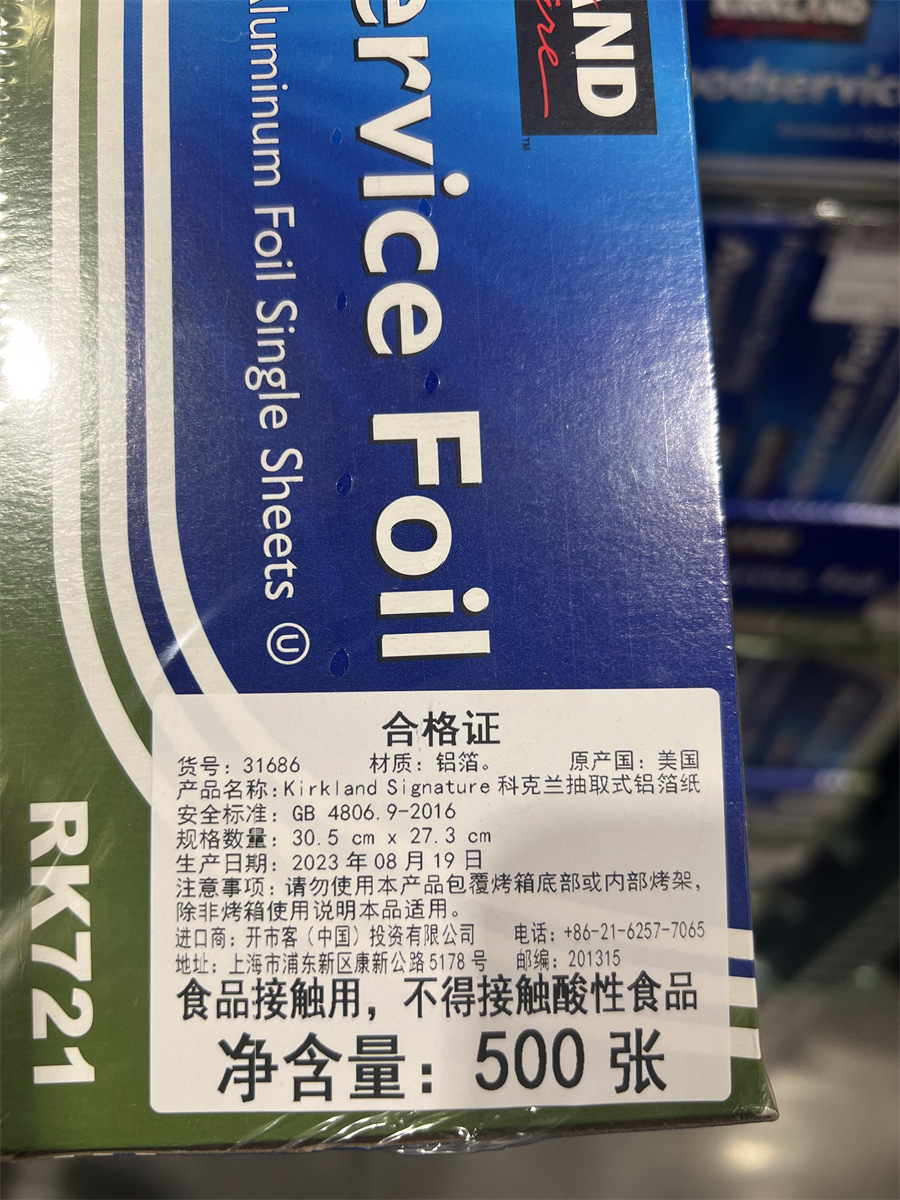 AND
ervice Foil
Aluminum Foil Single Sheets U
RK721
合格证
货号：31686 材质：铝箔。 原产国：美国
产品名称：Kirkland Signature 科克兰抽取式铝箔纸
安全标准：GB 4806.9-2016
规格数量：30.5 cm x 27.3 cm
生产日期：2023 年 08 月 19 日
注意事项：请勿使用本产品包覆烤箱底部或内部烤架，
除非烤箱使用说明本品适用。
进口商：开市客（中国）投资有限公司 电话：+86-21-6257-7065
地址：上海市浦东新区康新公路 5178 号 邮编：201315
食品接触用，不得接触酸性食品
净含量：500 张